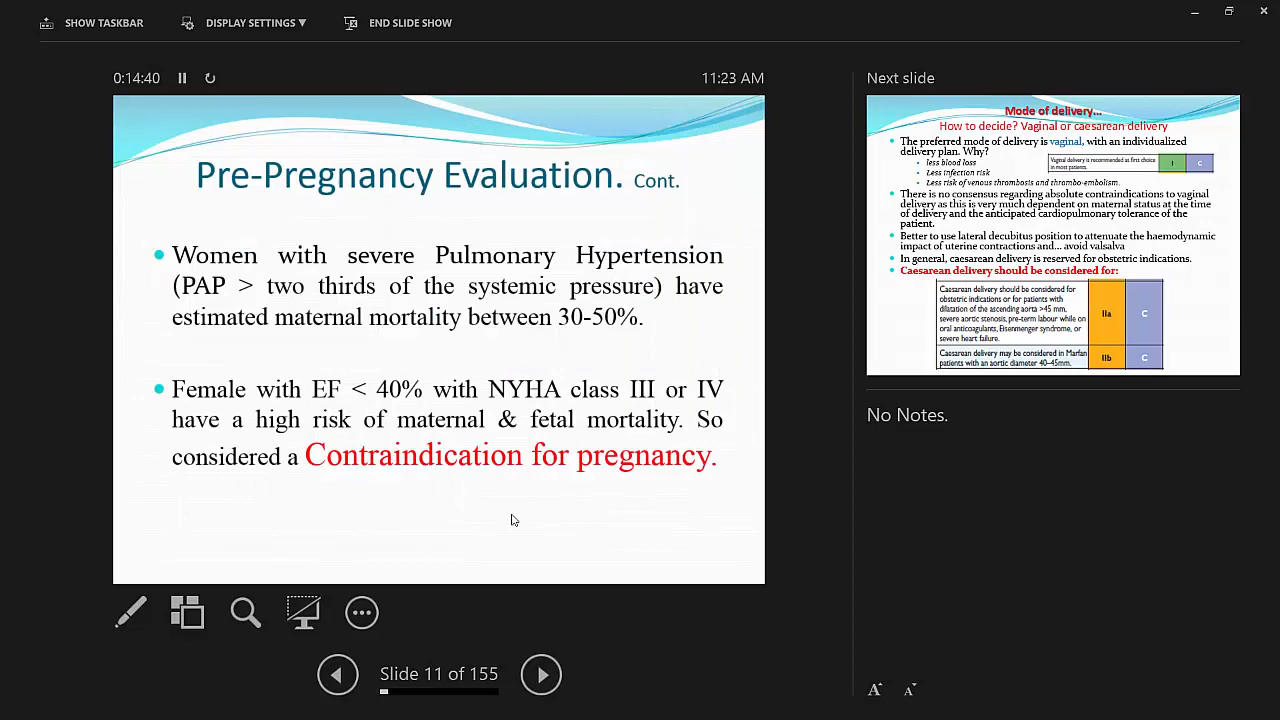 SHOW TASKBAR
DISPLAY SETTINGS ▼
END SLIDE SHOW
0:14:40
11:23 AM
Pre-Pregnancy Evaluation. Cont.
• Women with severe Pulmonary Hypertension
(PAP > two thirds of the systemic pressure) have
estimated maternal mortality between 30-50%.
• Female with EF < 40% with NYHA class III or IV
have a high risk of maternal & fetal mortality. So
considered a Contraindication for pregnancy.
Slide 11 of 155
Next slide
Mode of delivery...
How to decide? Vaginal or caesarean delivery
• The preferred mode of delivery is vaginal, with an individualized
delivery plan. Why?
• less blood loss
• Less infection risk
• Less risk of venous thrombosis and thrombo-embolism.
Vaginal delivery is recommended as first choice
in most patients.
I
C
• There is no consensus regarding absolute contraindications to vaginal
delivery as this is very much dependent on maternal status at the time
of delivery and the anticipated cardiopulmonary tolerance of the
patient.
• Better to use lateral decubitus position to attenuate the haemodynamic
impact of uterine contractions and... avoid valsalva
• In general, caesarean delivery is reserved for obstetric indications.
• Caesarean delivery should be considered for:
Caesarean delivery should be considered for
obstetric indications or for patients with
dilatation of the ascending aorta >45 mm,
severe aortic stenosis, pre-term labour while on
oral anticoagulants, Eisenmenger syndrome, or
severe heart failure.
IIa
C
Caesarean delivery may be considered in Marfan
patients with an aortic diameter 40–45mm.
IIb
C
No Notes.
A
A